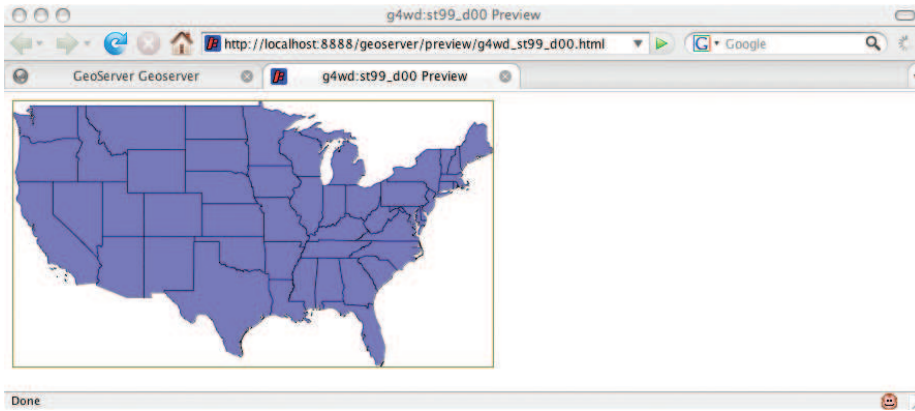 g4wd:st99_d00 Preview
http://localhost:8888/geoserver/preview/g4wd_st99_d00.html
G Google
GeoServer Geoserver
g4wd:st99_d00 Preview
Done